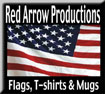 Red Arrow Productions
Flags, T-shirts & Mugs